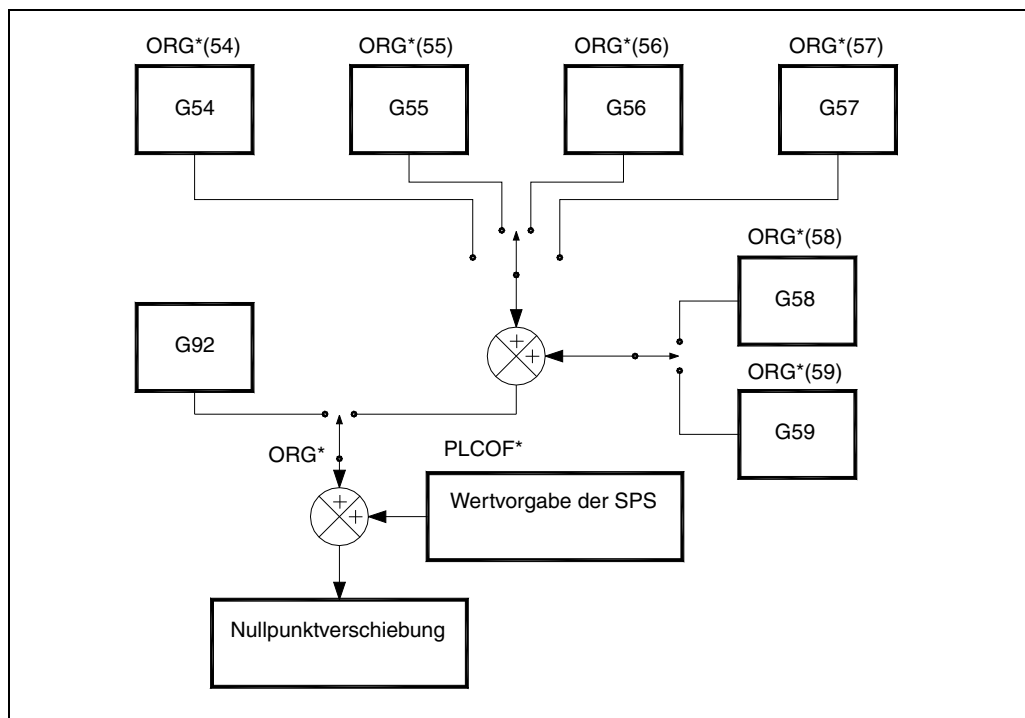 ORG*(54) ORG*(55) ORG*(56) ORG*(57)
G54 G55 G56 G57
ORG*(58)
G58
G92
+
+
ORG*(59)
G59
ORG*
PLCOF*
+
+
Wertvorgabe der SPS
Nullpunktverschiebung